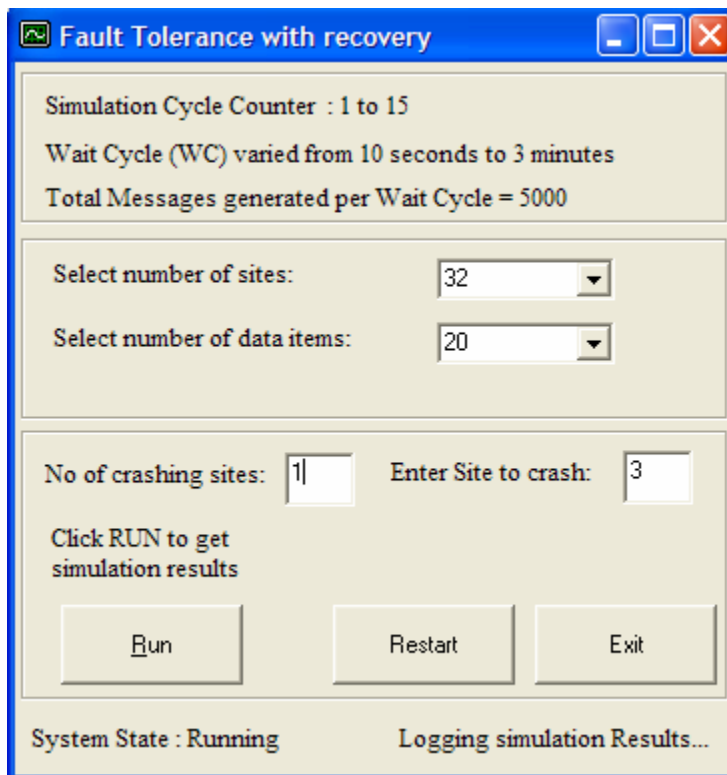 Fault Tolerance with recovery
Simulation Cycle Counter : 1 to 15
Wait Cycle (WC) varied from 10 seconds to 3 minutes
Total Messages generated per Wait Cycle = 5000
Select number of sites: 32
Select number of data items: 20
No of crashing sites: 1 Enter Site to crash: 3
Click RUN to get
simulation results
Run Restart Exit
System State : Running Logging simulation Results...